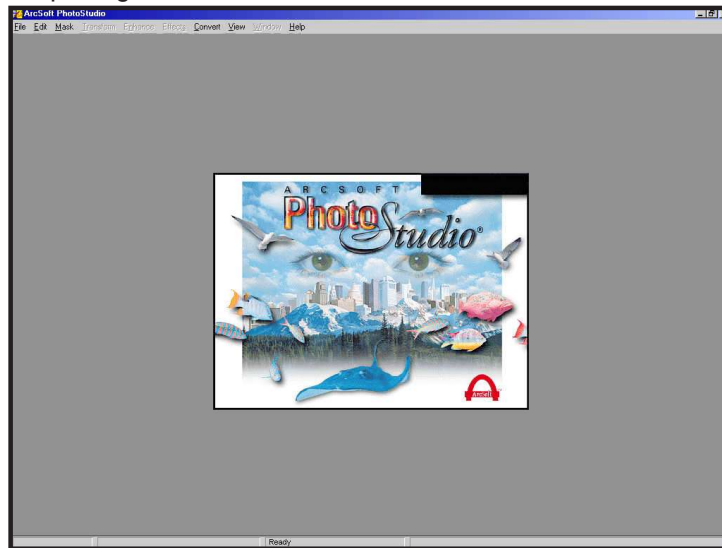 ArcSoft PhotoStudio
File Edit Mask Transform Enhance Effects Convert View Window Help
ARCSOFT
PhotoStudio®
ArcSoft
Ready